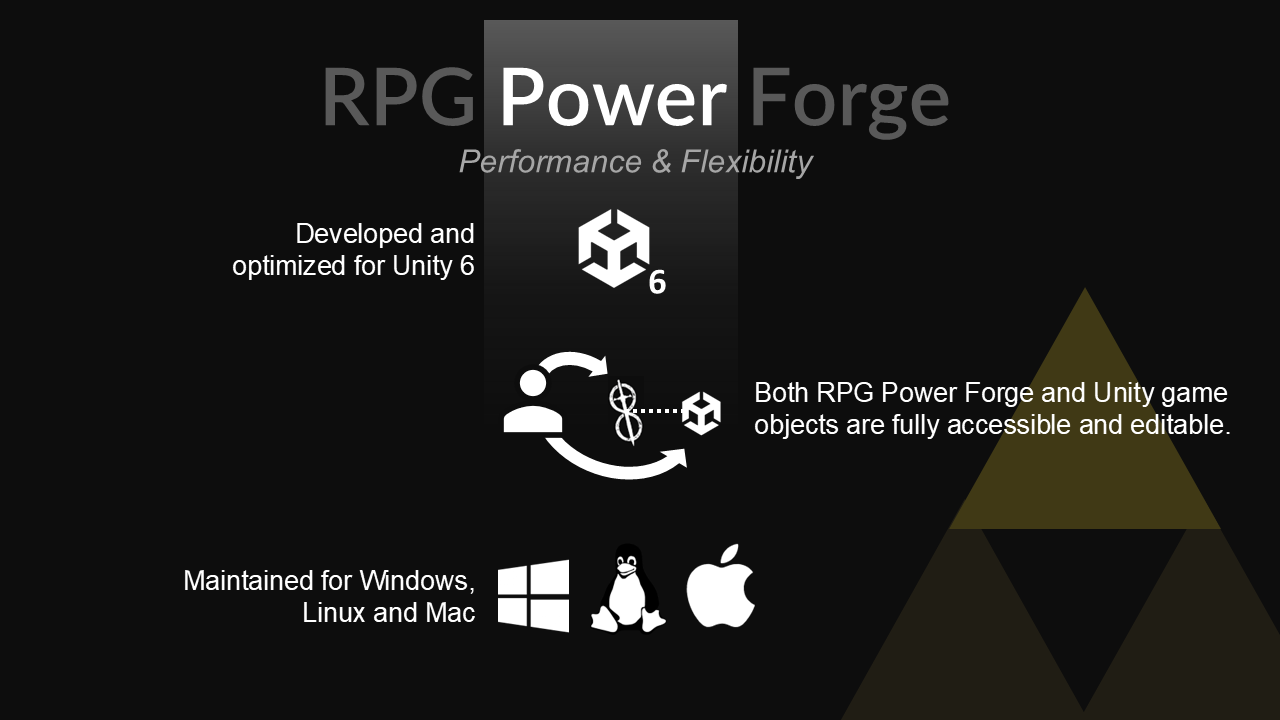 RPG Power Forge
Performance & Flexibility
Developed and
optimized for Unity 6
6
Both RPG Power Forge and Unity game
objects are fully accessible and editable.
Maintained for Windows,
Linux and Mac